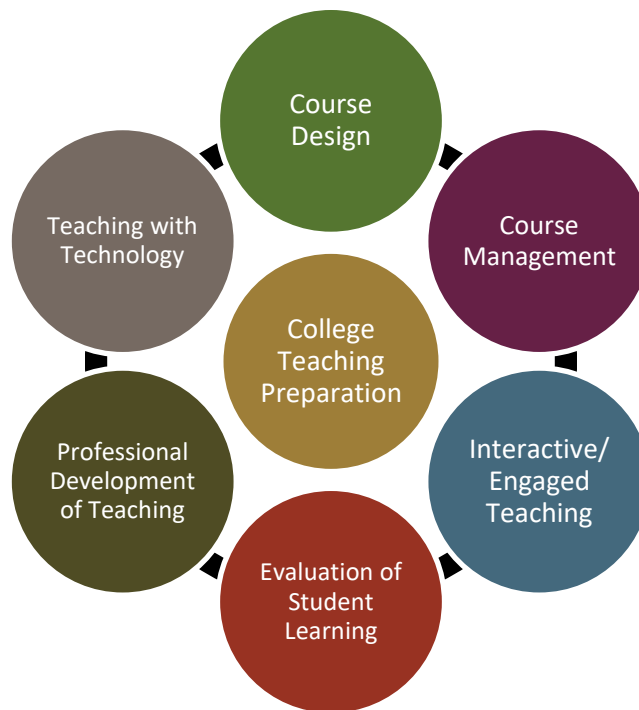 Course
Design
Teaching with
Technology
Course
Management
College
Teaching
Preparation
Professional
Development
of Teaching
Interactive/
Engaged
Teaching
Evaluation of
Student
Learning